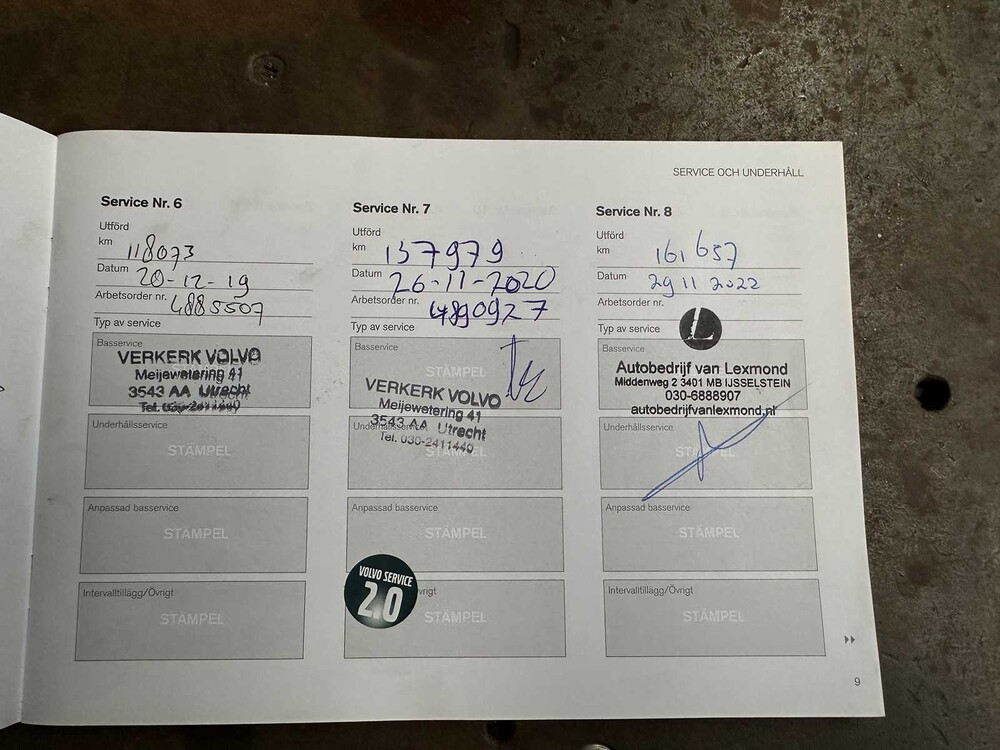 SERVICE OCH UNDERHÅLL
Service Nr. 6
Utförd
km 118073
Datum 20-12-19
Arbetsorder nr. 4885507
Typ av service
Basservice
VERKERK VOLVO
Meijewetering 41
3543 AA Utrecht
Tel. 030-2411440
Underhållsservice
STÄMPEL
Anpassad basservice
STÄMPEL
Intervalltillägg/Övrigt
STÄMPEL
Service Nr. 7
Utförd
km 137979
Datum 26-11-2020
Arbetsorder nr. 4890927
Typ av service
Basservice
STÄMPEL
VERKERK VOLVO
Meijewetering 41
3543 AA Utrecht
Tel. 030-2411440
Underhållsservice
STÄMPEL
Anpassad basservice
STÄMPEL
VOLVO SERVICE
2.0
vrigt
STÄMPEL
Service Nr. 8
Utförd
km 161657
Datum 29 11 2022
Arbetsorder nr.
Typ av service
L
Basservice
Autobedrijf van Lexmond
Middenweg 2 3401 MB IJSSELSTEIN
030-6888907
autobedrijfvanlexmond.nl
Underhållsservice
STÄMPEL
Anpassad basservice
STÄMPEL
Intervalltillägg/Övrigt
STÄMPEL
9